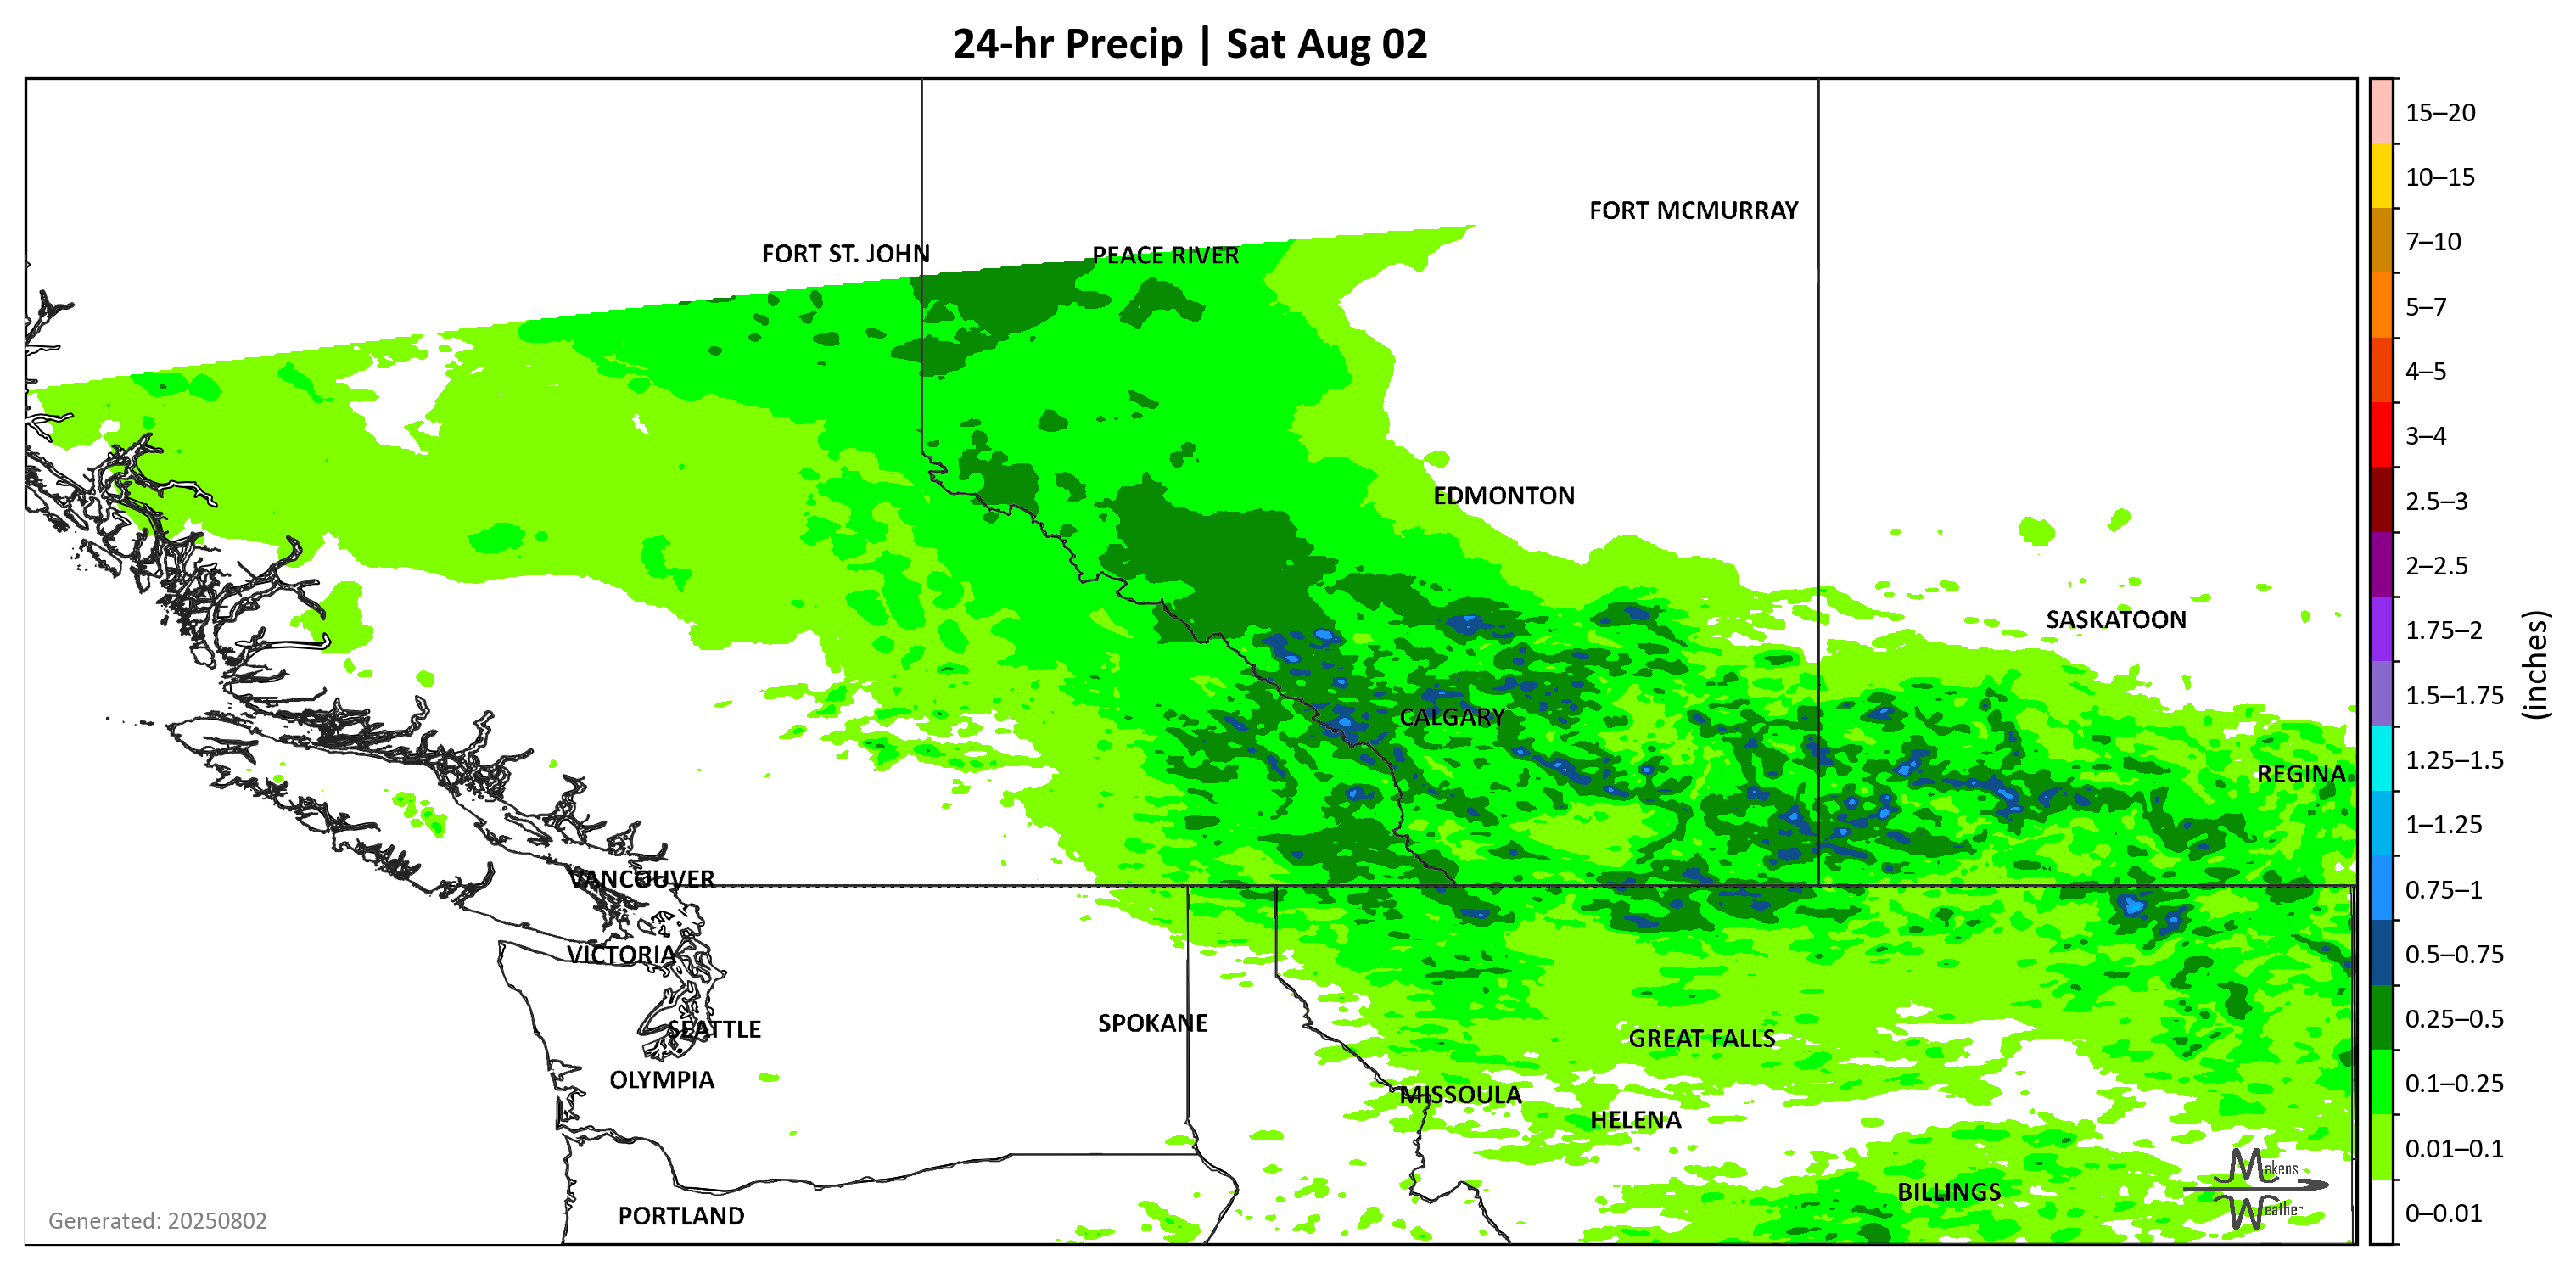 24-hr Precip | Sat Aug 02
15–20
10–15
FORT MCMURRAY
7–10
FORT ST. JOHN
PEACE RIVER
5–7
4–5
3–4
EDMONTON
2.5–3
2–2.5
SASKATOON
1.75–2
(inches)
1.5–1.75
CALGARY
1.25–1.5
REGINA
1–1.25
VANCOUVER
0.75–1
VICTORIA
0.5–0.75
SEATTLE
SPOKANE
0.25–0.5
GREAT FALLS
OLYMPIA
MISSOULA
0.1–0.25
HELENA
0.01–0.1
Makens
BILLINGS
Weather
PORTLAND
Generated: 20250802
0–0.01